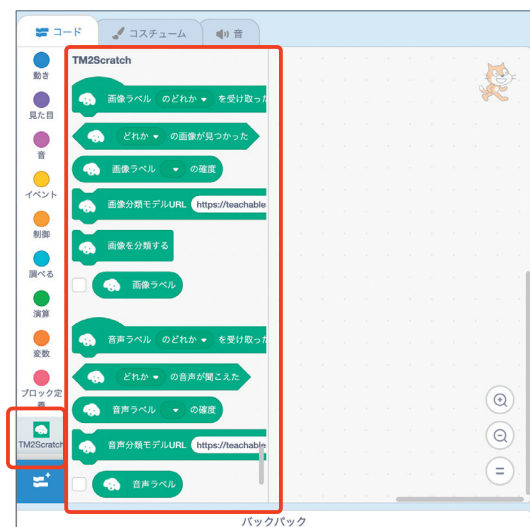 コード
コスチューム
音
動き
見た目
音
イベント
制御
調べる
演算
変数
ブロック定
義
TM2Scratch
TM2Scratch
画像ラベル のどれか を受け取った
どれか の画像が見つかった
画像ラベル の確度
画像分類モデルURL https://teachable
画像を分類する
画像ラベル
音声ラベル のどれか を受け取った
どれか の音声が聞こえた
音声ラベル の確度
音声分類モデルURL https://teachable
音声ラベル
バックパック